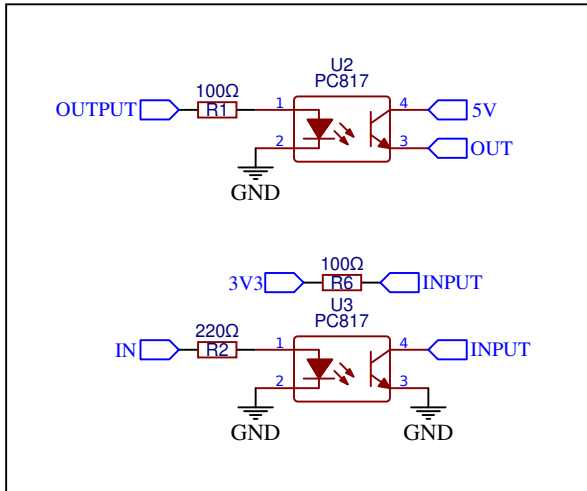 U2
PC817
100Ω
OUTPUT R1 1 4 5V
2 3 OUT
GND
100Ω
3V3 R6 INPUT
U3
PC817
220Ω
IN R2 1 4 INPUT
2 3
GND GND